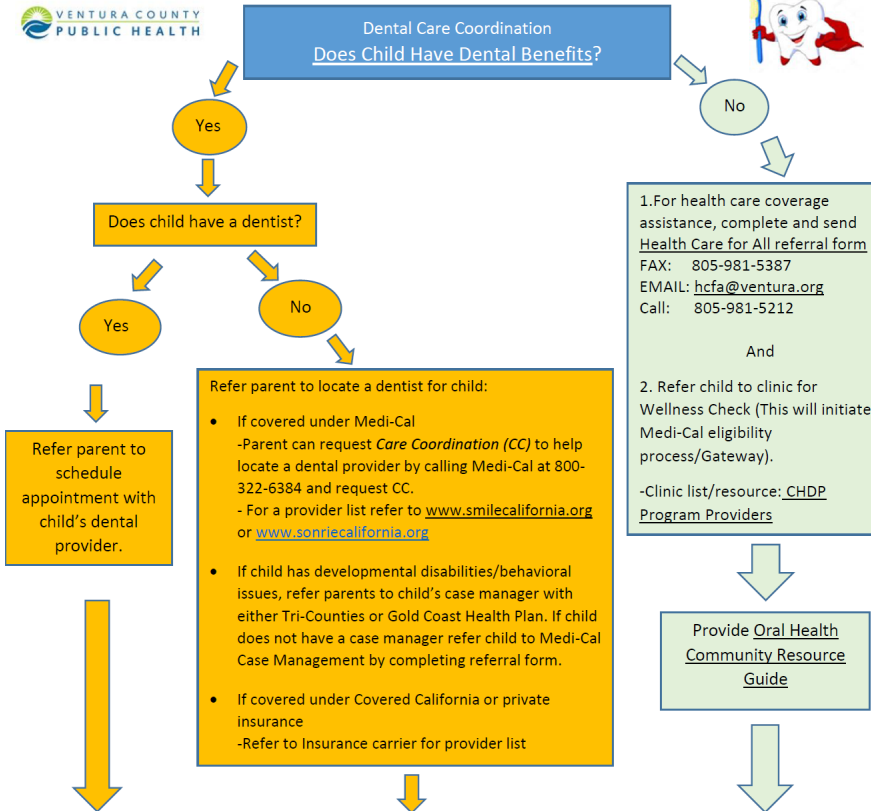 VENTURA COUNTY
PUBLIC HEALTH
Dental Care Coordination
Does Child Have Dental Benefits?
Yes
No
Does child have a dentist?
Yes
No
Refer parent to
schedule
appointment with
child's dental
provider.
Refer parent to locate a dentist for child:
• If covered under Medi-Cal
-Parent can request Care Coordination (CC) to help
locate a dental provider by calling Medi-Cal at 800-
322-6384 and request CC.
- For a provider list refer to www.smilecalifornia.org
or www.sonriecalifornia.org
• If child has developmental disabilities/behavioral
issues, refer parents to child's case manager with
either Tri-Counties or Gold Coast Health Plan. If child
does not have a case manager refer child to Medi-Cal
Case Management by completing referral form.
• If covered under Covered California or private
insurance
-Refer to Insurance carrier for provider list
1.For health care coverage
assistance, complete and send
Health Care for All referral form
FAX: 805-981-5387
EMAIL: hcfa@ventura.org
Call: 805-981-5212
And
2. Refer child to clinic for
Wellness Check (This will initiate
Medi-Cal eligibility
process/Gateway).
-Clinic list/resource: CHDP
Program Providers
Provide Oral Health
Community Resource
Guide